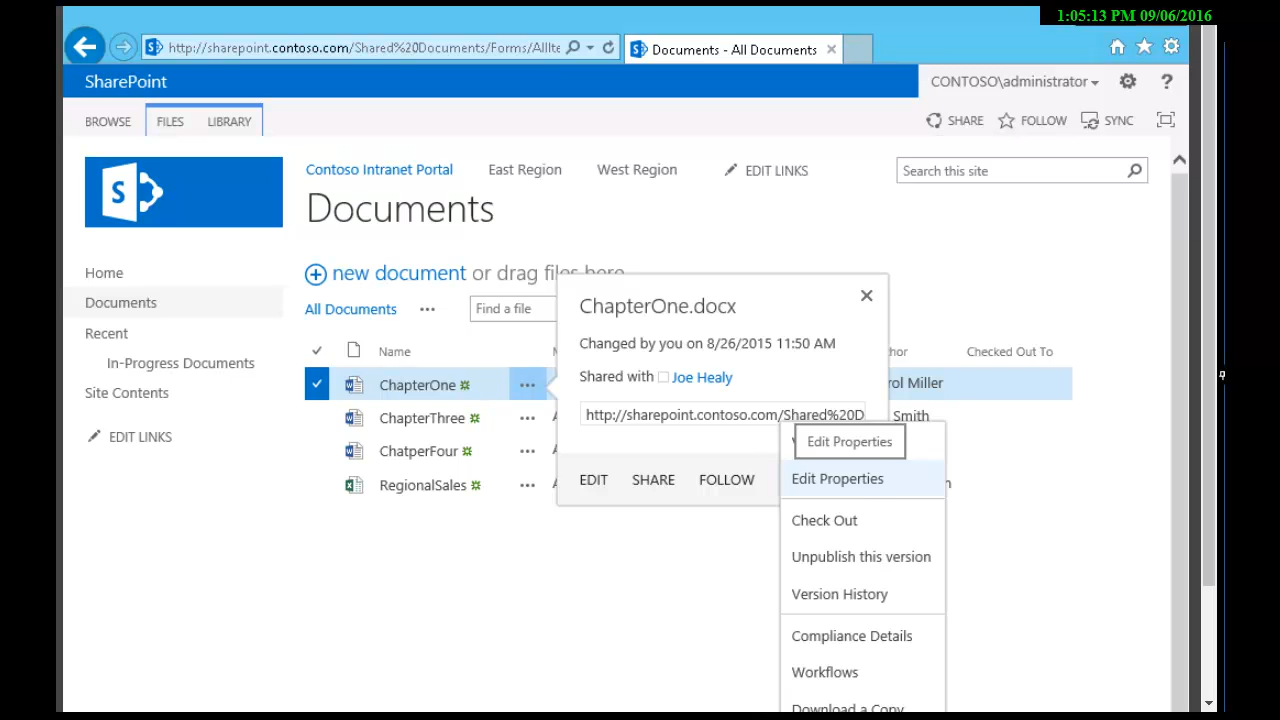 1:05:13 PM 09/06/2016
http://sharepoint.contoso.com/Shared%20Documents/Forms/AllIte
Documents - All Documents
SharePoint
CONTOSO\administrator
?
BROWSE FILES LIBRARY
SHARE FOLLOW SYNC
S
Contoso Intranet Portal East Region West Region EDIT LINKS
Search this site
Documents
Home
Documents
Recent
In-Progress Documents
Site Contents
EDIT LINKS
new document or drag files here
All Documents ... Find a file
Name Checked Out To
ChapterOne ... Miller
ChapterThree ... Smith
ChatperFour ...
RegionalSales ...
ChapterOne.docx
Changed by you on 8/26/2015 11:50 AM
Shared with Joe Healy
http://sharepoint.contoso.com/Shared%20D
EDIT SHARE FOLLOW
Edit Properties
Edit Properties
Check Out
Unpublish this version
Version History
Compliance Details
Workflows
Download a Copy